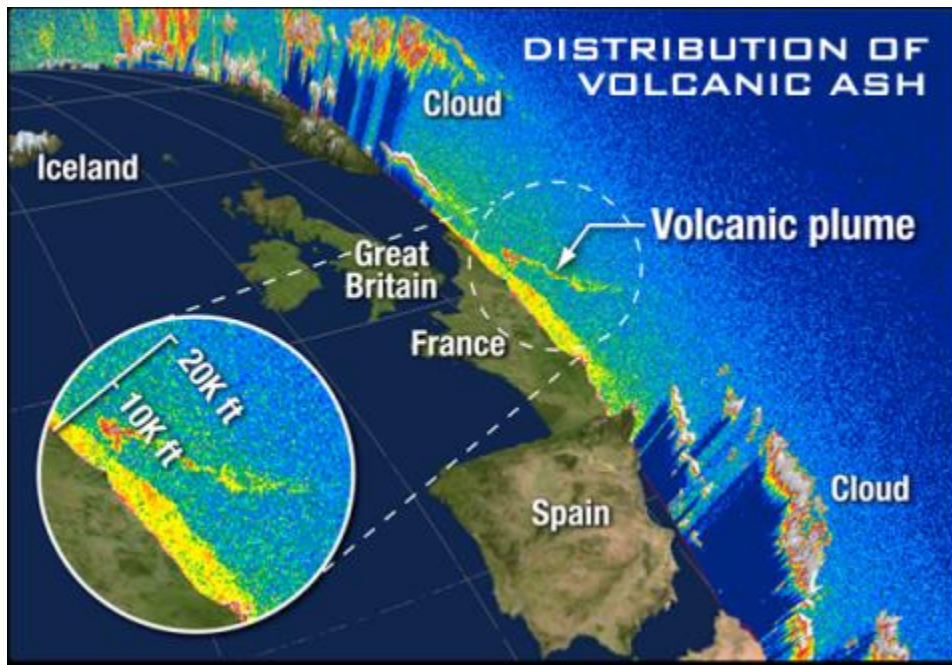 DISTRIBUTION OF
VOLCANIC ASH
Cloud
Iceland
Volcanic plume
Great
Britain
France
20K ft
10K ft
Spain
Cloud